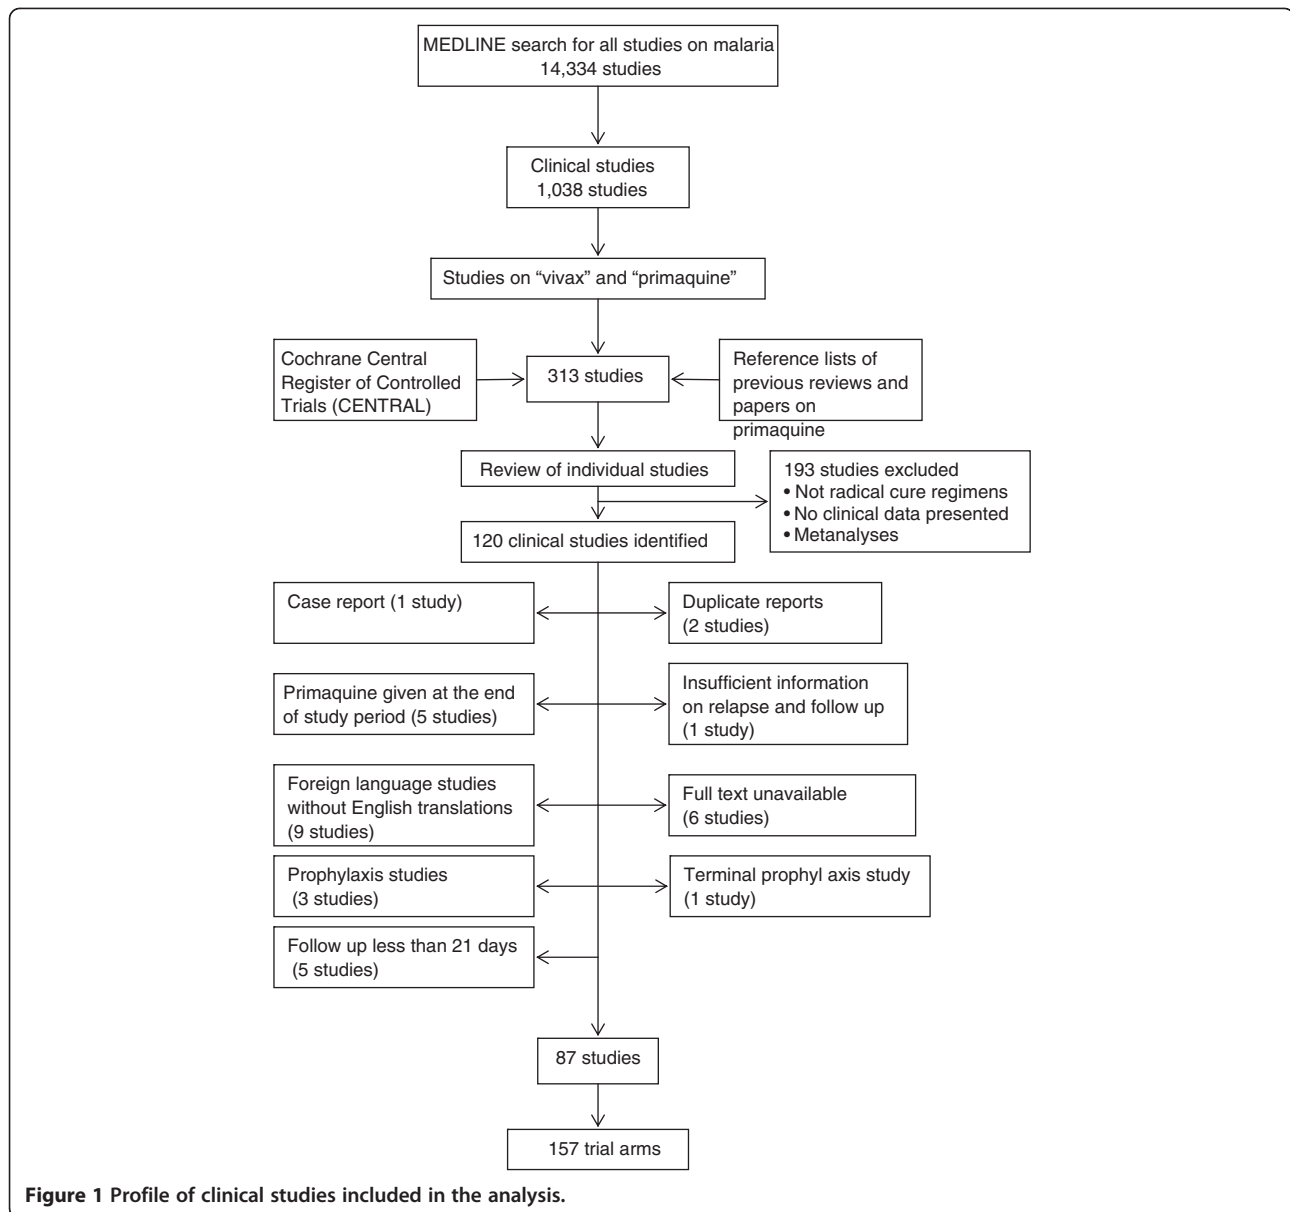 MEDLINE search for all studies on malaria
14,334 studies
Clinical studies
1,038 studies
Studies on “vivax” and “primaquine”
Cochrane Central
Register of Controlled
Trials (CENTRAL)
313 studies
Reference lists of
previous reviews and
papers on
primaquine
Review of individual studies
193 studies excluded
• Not radical cure regimens
• No clinical data presented
• Metanalyses
120 clinical studies identified
Case report (1 study)
Duplicate reports
(2 studies)
Primaquine given at the end
of study period (5 studies)
Insufficient information
on relapse and follow up
(1 study)
Foreign language studies
without English translations
(9 studies)
Full text unavailable
(6 studies)
Prophylaxis studies
(3 studies)
Terminal prophyl axis study
(1 study)
Follow up less than 21 days
(5 studies)
87 studies
157 trial arms
Figure 1 Profile of clinical studies included in the analysis.